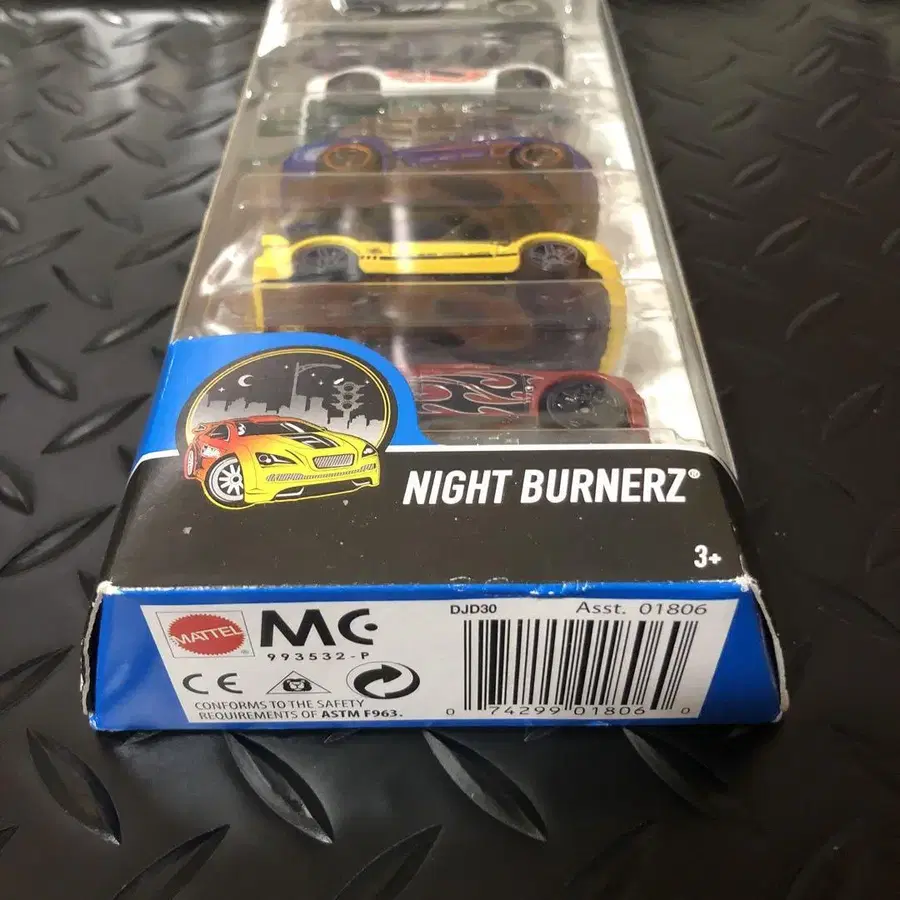 NIGHT BURNERZ®
3+
MATTEL
®
MC
993532-P
DJD30
Asst. 01806
CE
CONFORMS TO THE SAFETY
REQUIREMENTS OF ASTM F963.
0 74299 01806 0